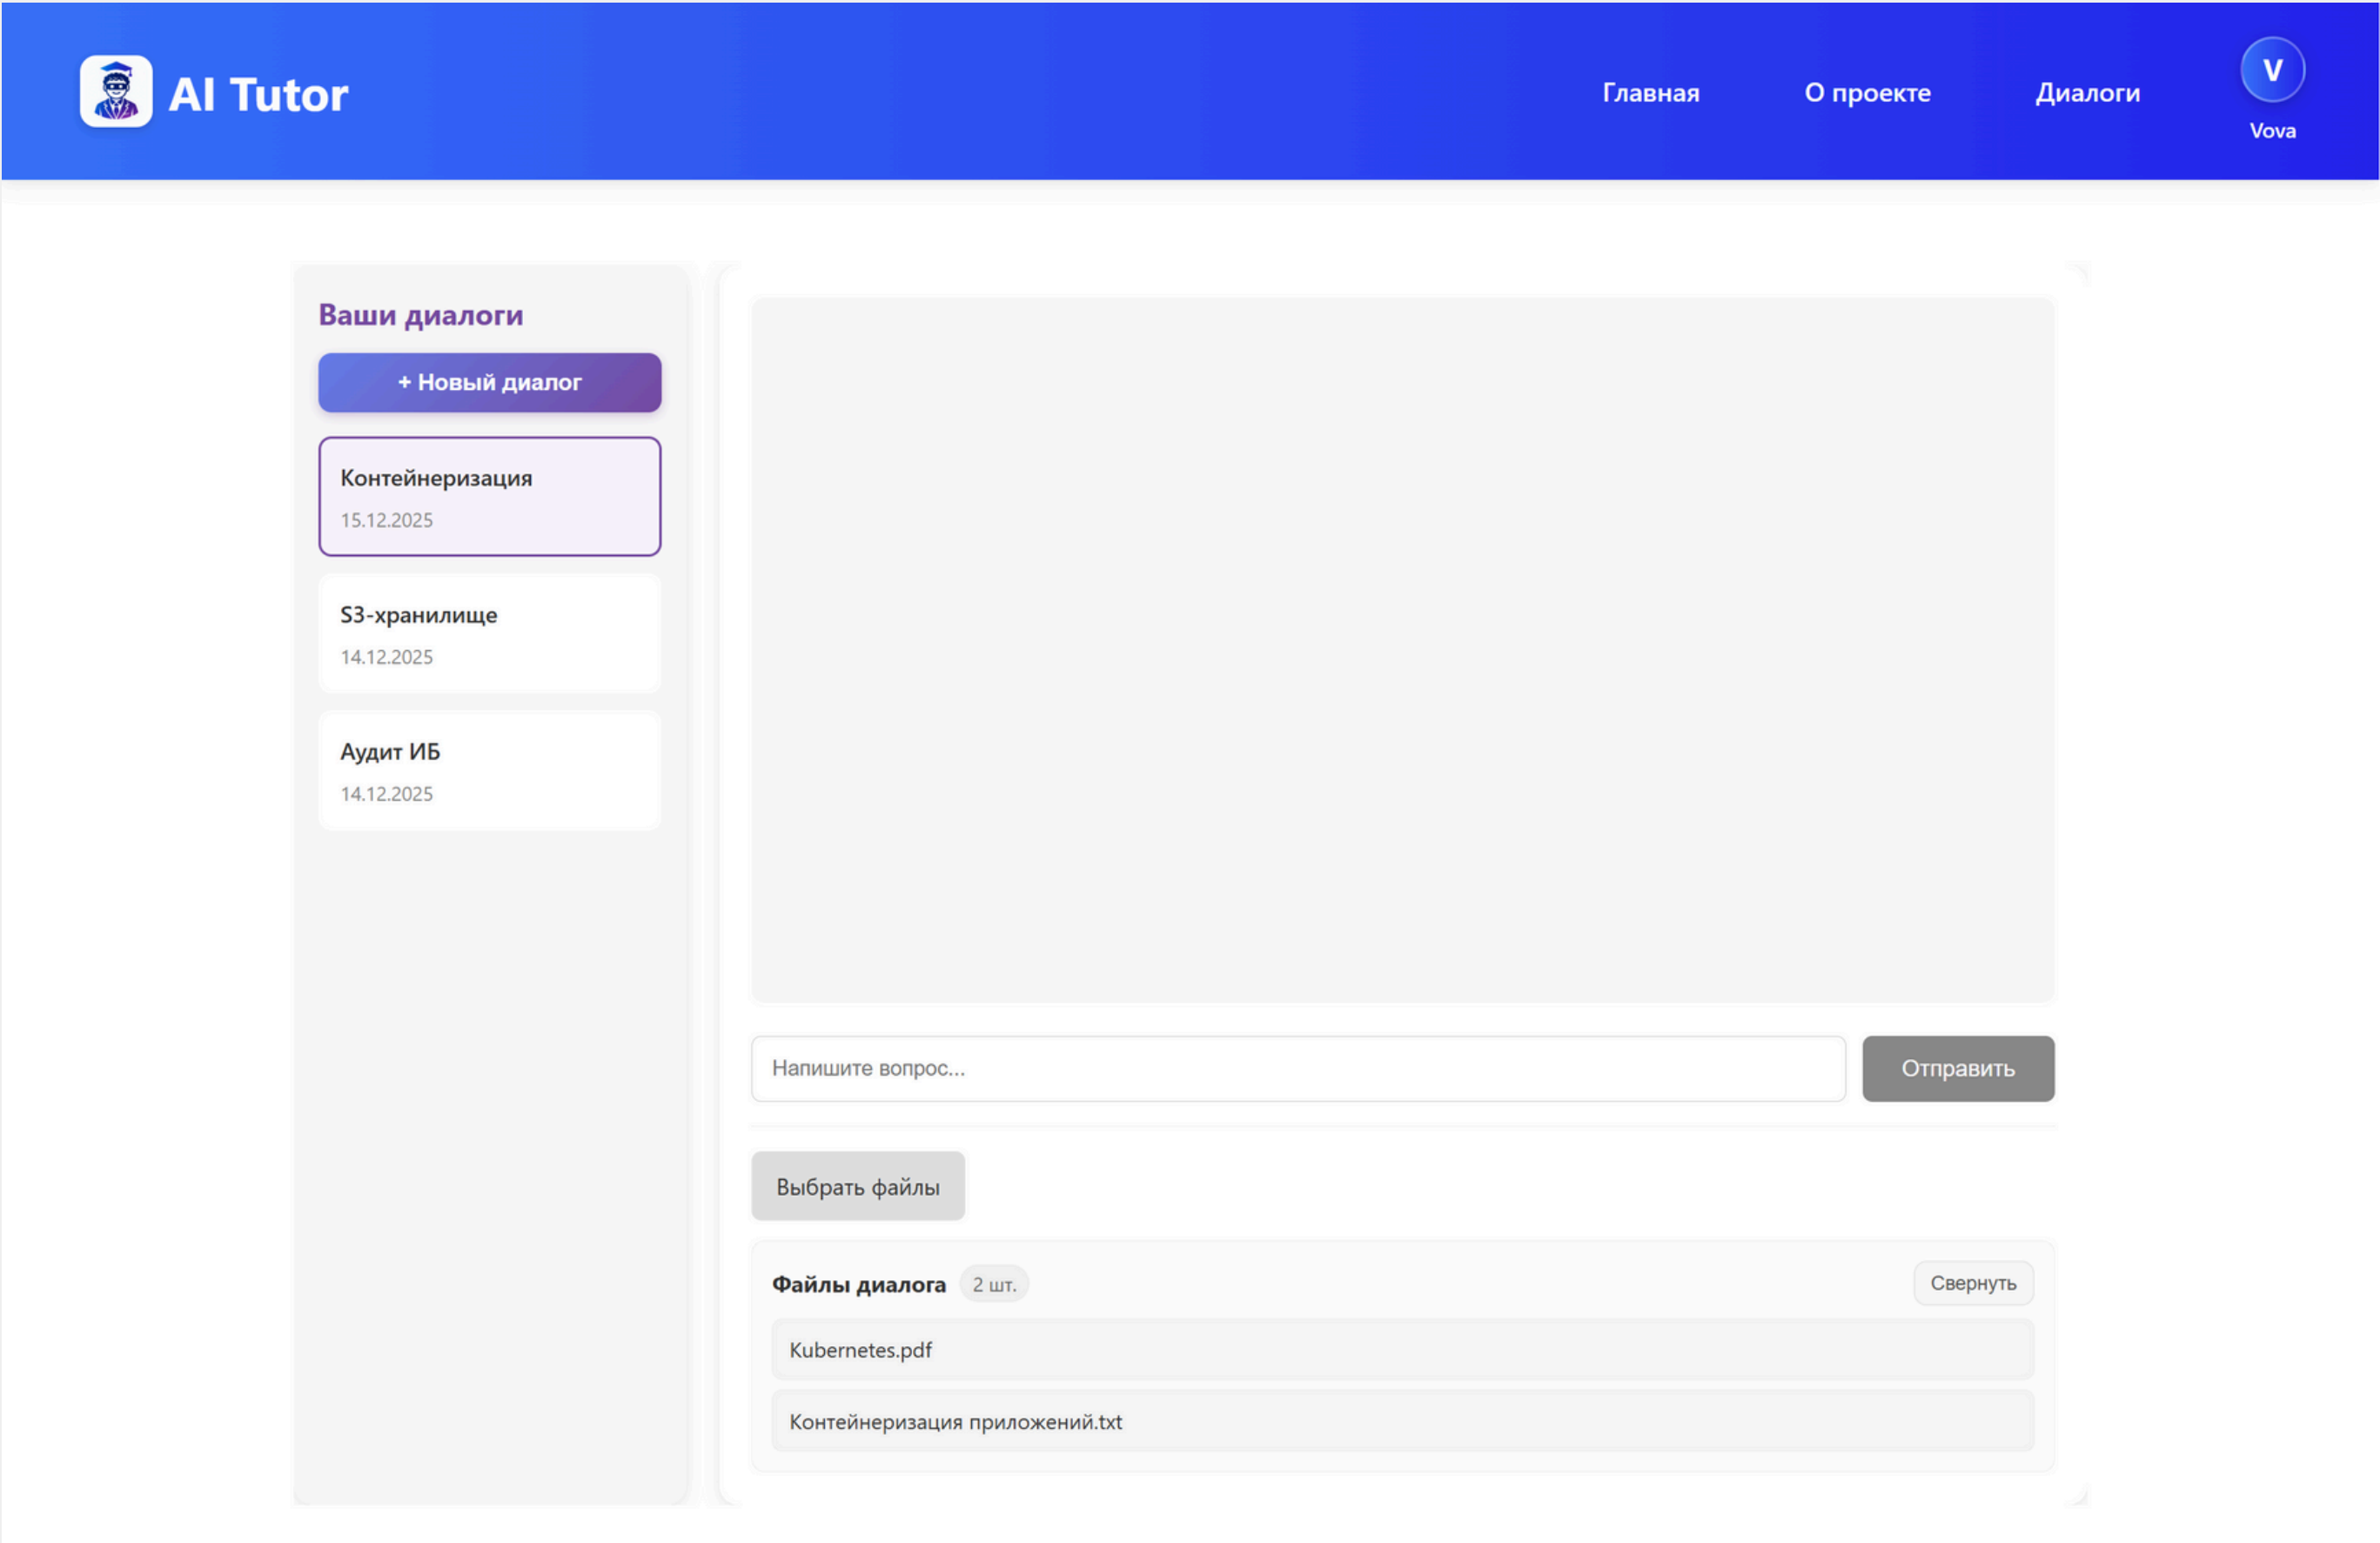 AI Tutor
Главная
О проекте
Диалоги
V
Vova
Ваши диалоги
+ Новый диалог
Контейнеризация
15.12.2025
S3-хранилище
14.12.2025
Аудит ИБ
14.12.2025
Напишите вопрос...
Отправить
Выбрать файлы
Файлы диалога
2 шт.
Свернуть
Kubernetes.pdf
Контейнеризация приложений.txt